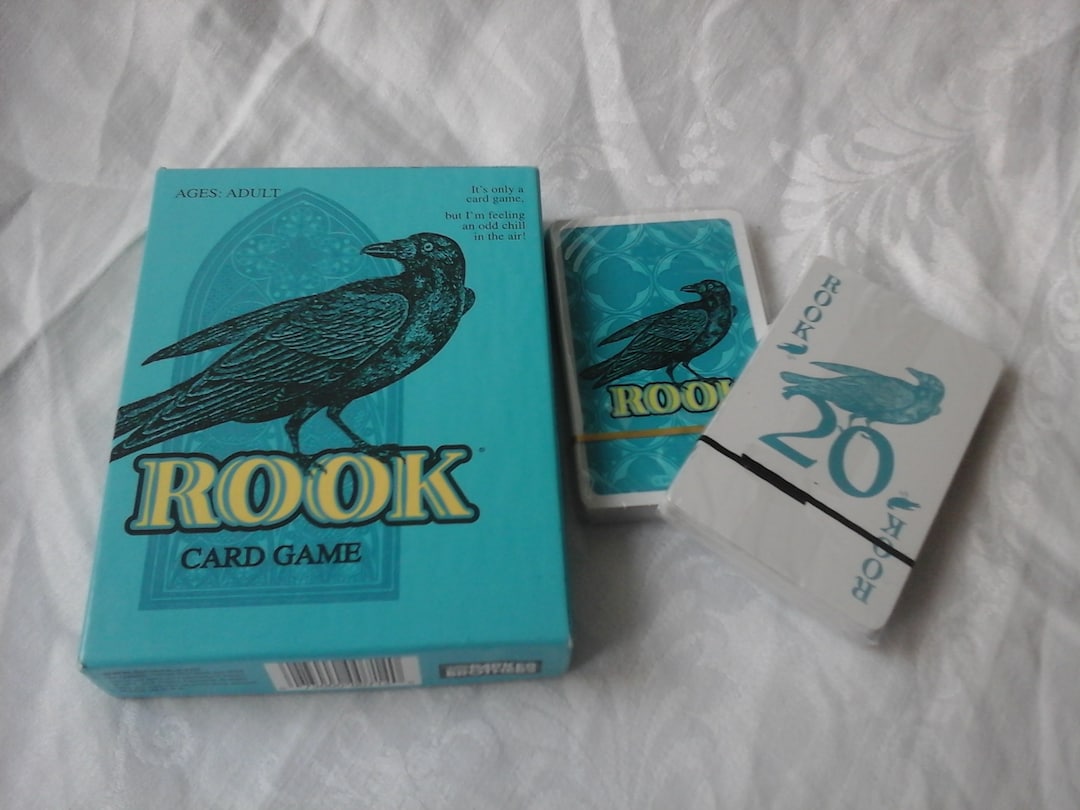 AGES: ADULT
It's only a
card game,
but I'm feeling
an odd chill
in the air!
ROOK
CARD GAME
ROOK
ROOK
20
ROOK